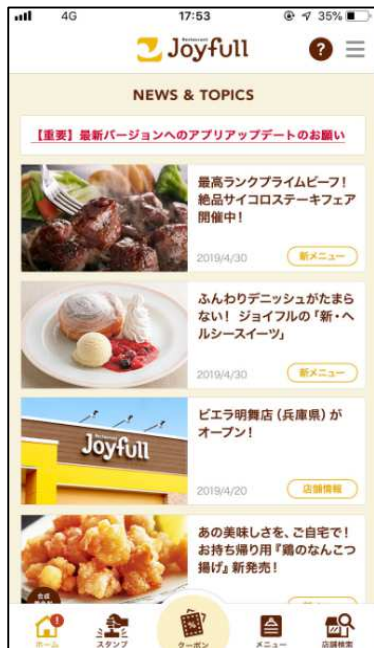 4G 17:53 35%
Restaurant
Joyfull ?
NEWS & TOPICS
【重要】最新バージョンへのアプリアップデートのお願い
最高ランクプライムビーフ!
絶品サイコロステーキフェア
開催中!
2019/4/30 新メニュー
ふんわりデニッシュがたまら
ない! ジョイフルの「新・ヘ
ルシースイーツ」
2019/4/30 新メニュー
Joyfull
ビエラ明舞店(兵庫県)が
オープン!
2019/4/20 店舗情報
あの美味しさを、ご自宅で!
お持ち帰り用『鶏のなんこつ
揚げ』新発売!
ホーム スタンプ クーポン メニュー 店舗検索